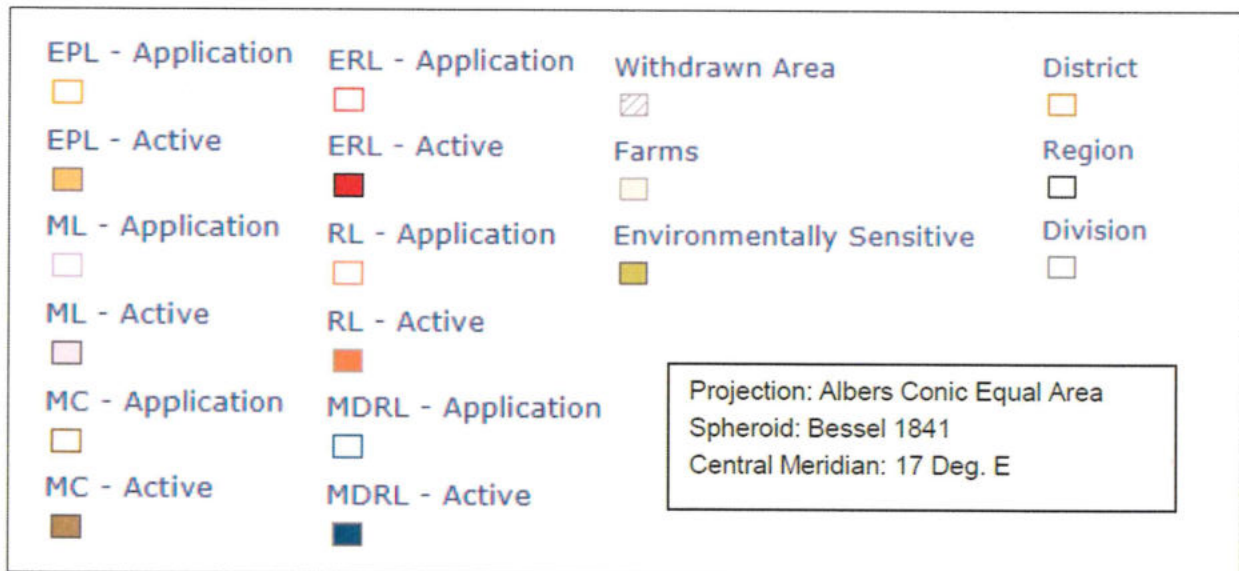 EPL - Application
EPL - Active
ML - Application
ML - Active
MC - Application
MC - Active
ERL - Application
ERL - Active
RL - Application
RL - Active
MDRL - Application
MDRL - Active
Withdrawn Area
Farms
Environmentally Sensitive
District
Region
Division
Projection: Albers Conic Equal Area
Spheroid: Bessel 1841
Central Meridian: 17 Deg. E